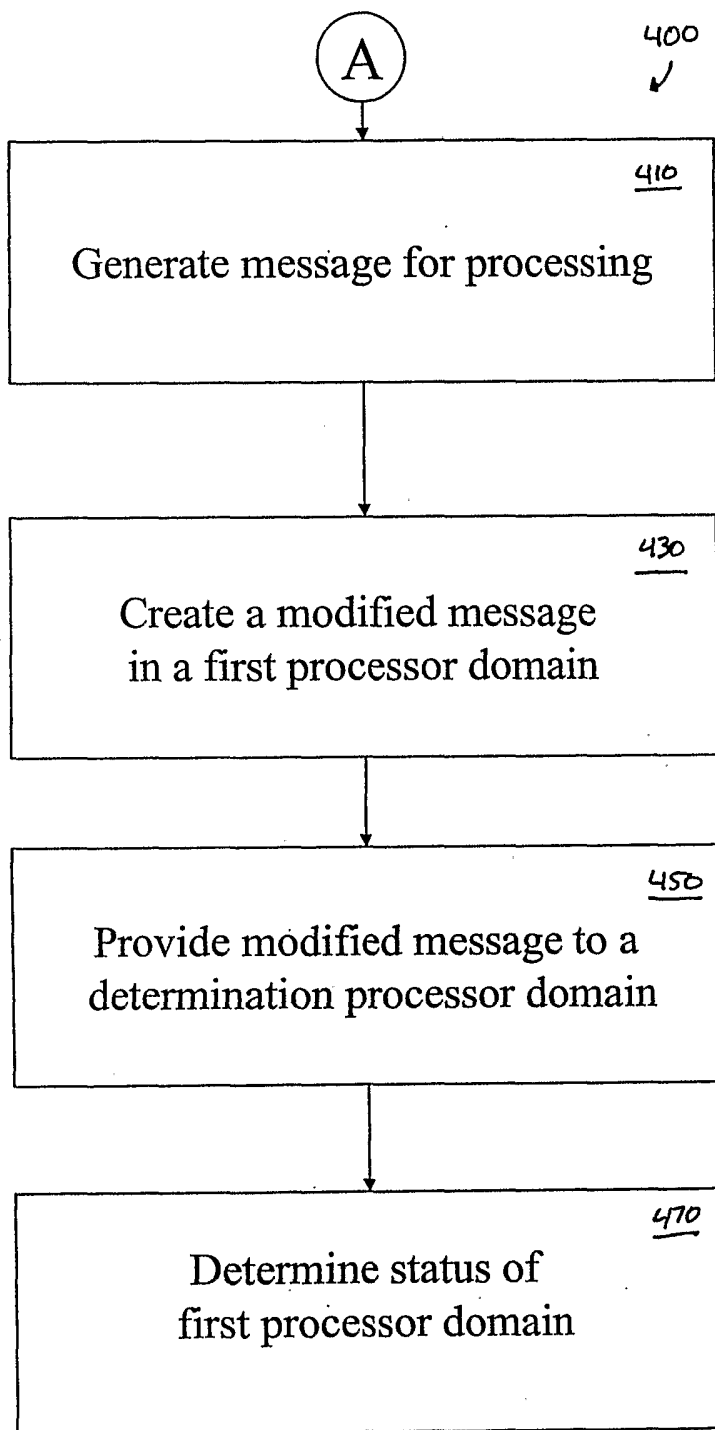 A
400
410
Generate message for processing
430
Create a modified message
in a first processor domain
450
Provide modified message to a
determination processor domain
470
Determine status of
first processor domain